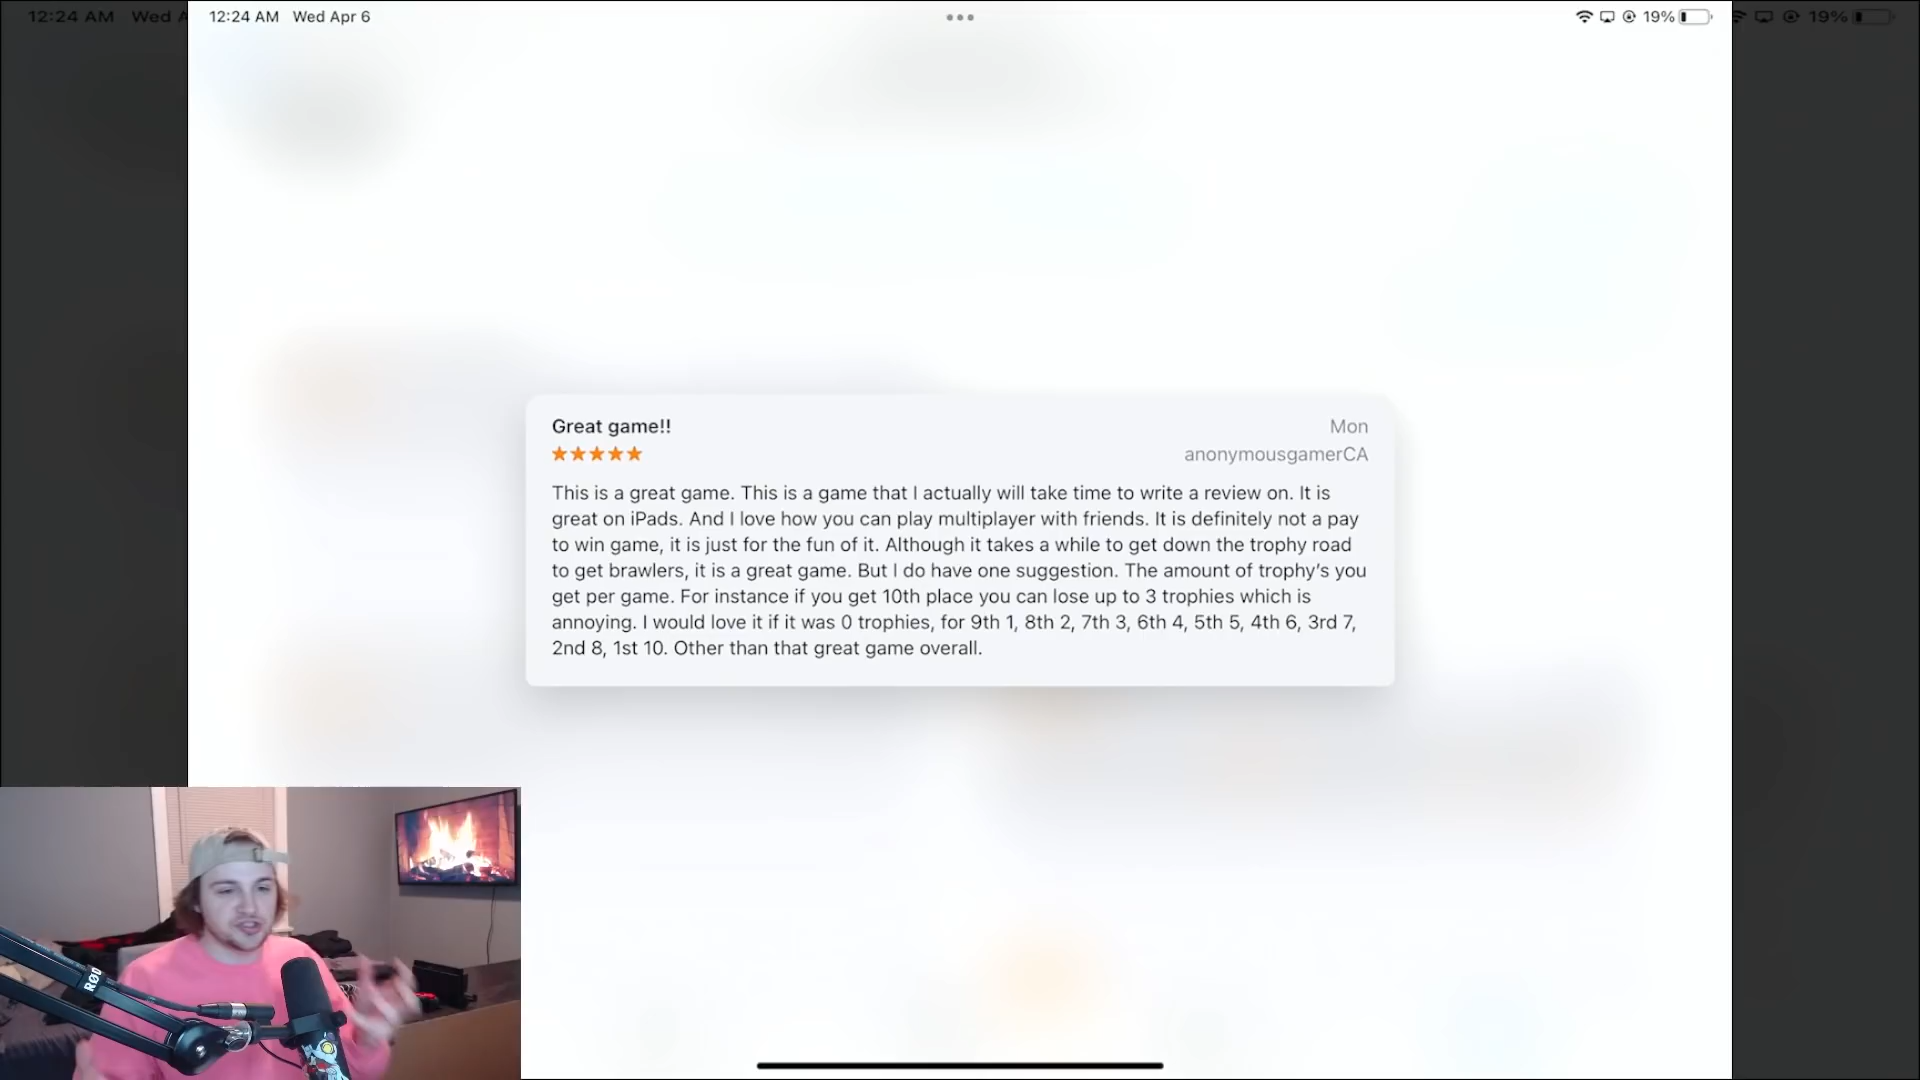 12:24 AM Wed A
12:24 AM Wed Apr 6
19%
19%
Great game!!
Mon
anonymousgamerCA
This is a great game. This is a game that I actually will take time to write a review on. It is
great on iPads. And I love how you can play multiplayer with friends. It is definitely not a pay
to win game, it is just for the fun of it. Although it takes a while to get down the trophy road
to get brawlers, it is a great game. But I do have one suggestion. The amount of trophy’s you
get per game. For instance if you get 10th place you can lose up to 3 trophies which is
annoying. I would love it if it was 0 trophies, for 9th 1, 8th 2, 7th 3, 6th 4, 5th 5, 4th 6, 3rd 7,
2nd 8, 1st 10. Other than that great game overall.
RØD